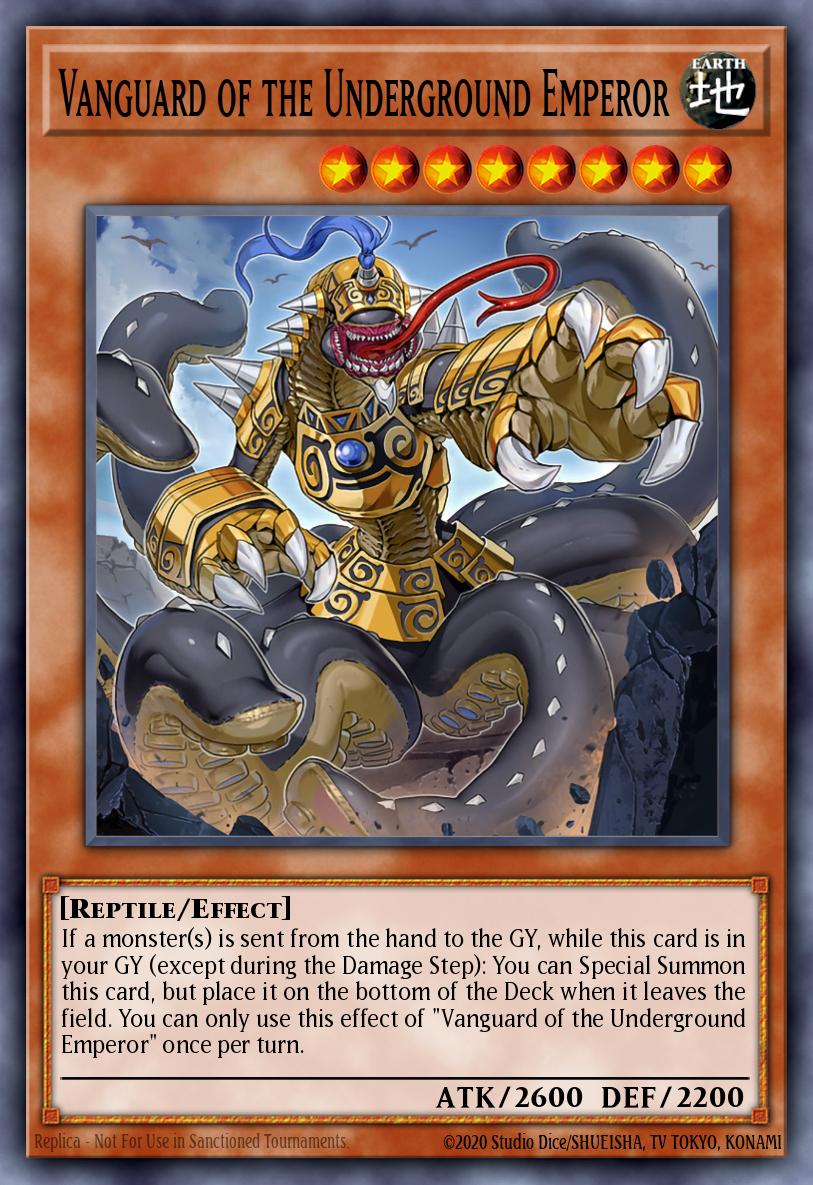 VANGUARD OF THE UNDERGROUND EMPEROR
EARTH
地
[REPTILE/EFFECT]
If a monster(s) is sent from the hand to the GY, while this card is in
your GY (except during the Damage Step): You can Special Summon
this card, but place it on the bottom of the Deck when it leaves the
field. You can only use this effect of "Vanguard of the Underground
Emperor" once per turn.
ATK/2600 DEF/2200
Replica - Not For Use in Sanctioned Tournaments.
©2020 Studio Dice/SHUEISHA, TV TOKYO, KONAMI